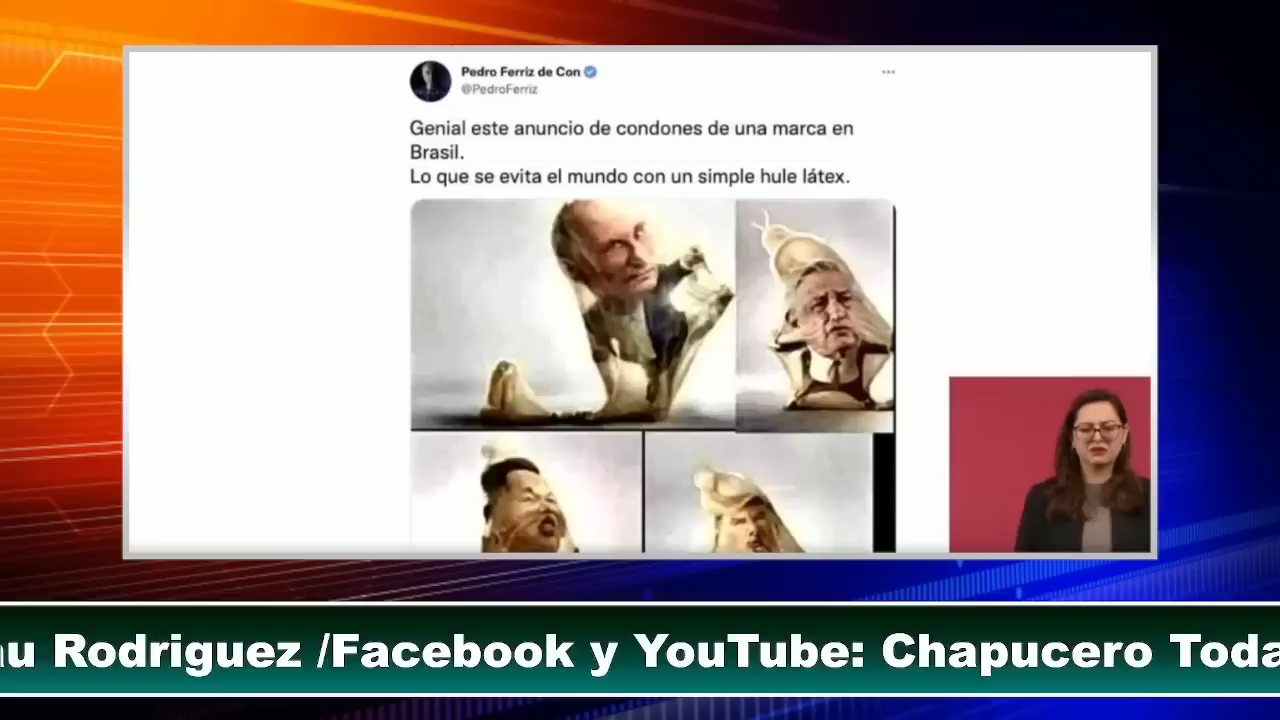 Pedro Ferriz de Con
@PedroFerriz
Genial este anuncio de condones de una marca en
Brasil.
Lo que se evita el mundo con un simple hule látex.
Rodriguez /Facebook y YouTube: Chapucero